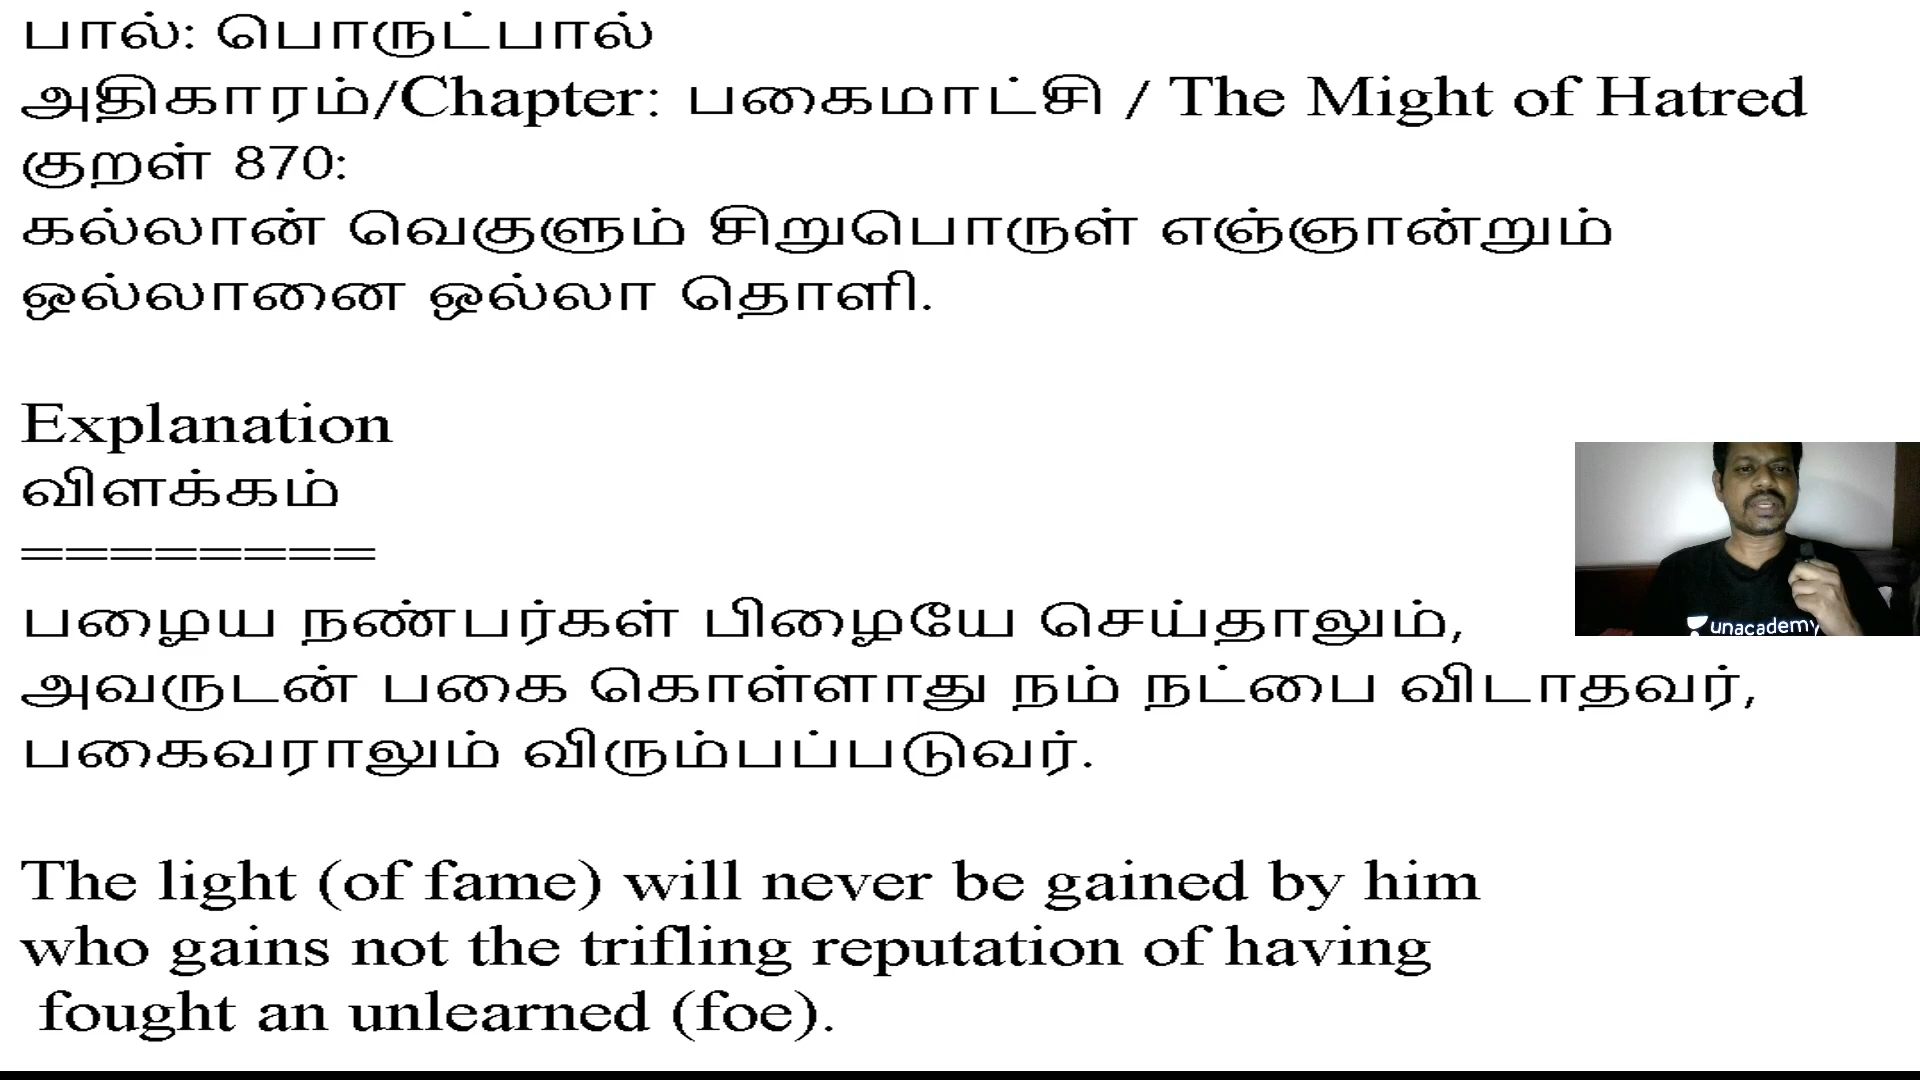 பால்: பொருட்பால்
அதிகாரம்/Chapter: பகைமாட்சி / The Might of Hatred
குறள் 870:
கல்லான் வெகுளும் சிறுபொருள் எஞ்ஞான்றும்
ஒல்லானை ஒல்லா தொளி.
Explanation
விளக்கம்
========
பழைய நண்பர்கள் பிழையே செய்தாலும்,
அவருடன் பகை கொள்ளாது நம் நட்பை விடாதவர்,
பகைவராலும் விரும்பப்படுவர்.
The light (of fame) will never be gained by him
who gains not the trifling reputation of having
fought an unlearned (foe).
unacademy